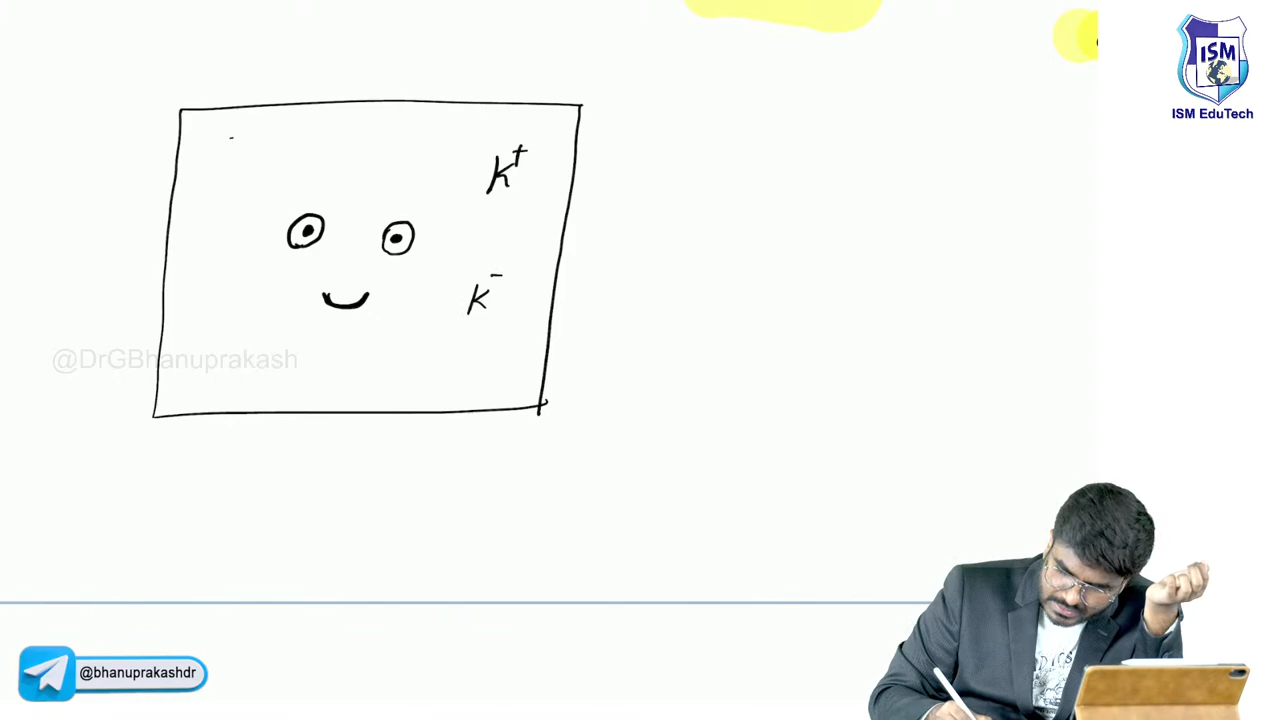 ISM
ISM EduTech
K+
K-
@DrGBhanuprakash
@bhanuprakashdr